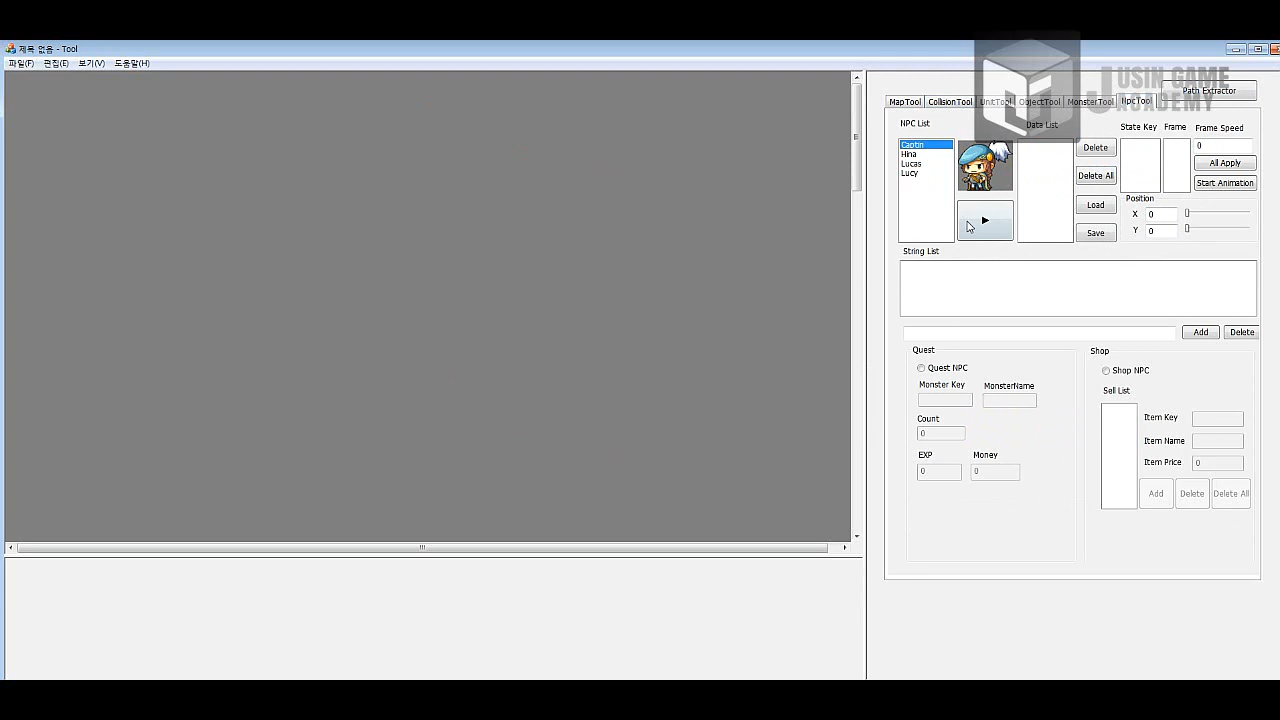 제목 없음 - Tool
파일(F) 편집(E) 보기(V) 도움말(H)
JUSIN GAME
ACADEMY
Path Extractor
MapTool CollisionTool UnitTool ObjectTool MonsterTool NpcTool
NPC List Data List State Key Frame Frame Speed
Captin
Hina
Lucas
Lucy
Delete
Delete All
Load
Save
0
All Apply
Start Animation
Position
X 0
Y 0
String List
Add Delete
Quest
Quest NPC
Monster Key MonsterName
Count
0
EXP Money
0 0
Shop
Shop NPC
Sell List
Item Key
Item Name
Item Price 0
Add Delete Delete All